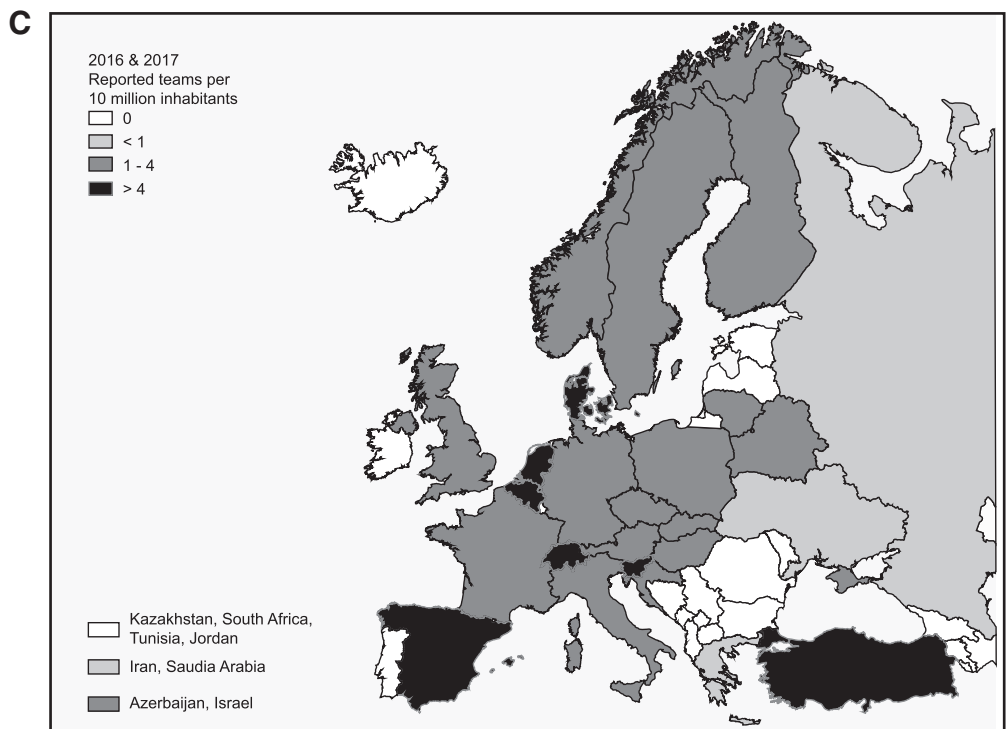 C
2016 & 2017
Reported teams per
10 million inhabitants
0
< 1
1 - 4
> 4
Kazakhstan, South Africa,
Tunisia, Jordan
Iran, Saudia Arabia
Azerbaijan, Israel